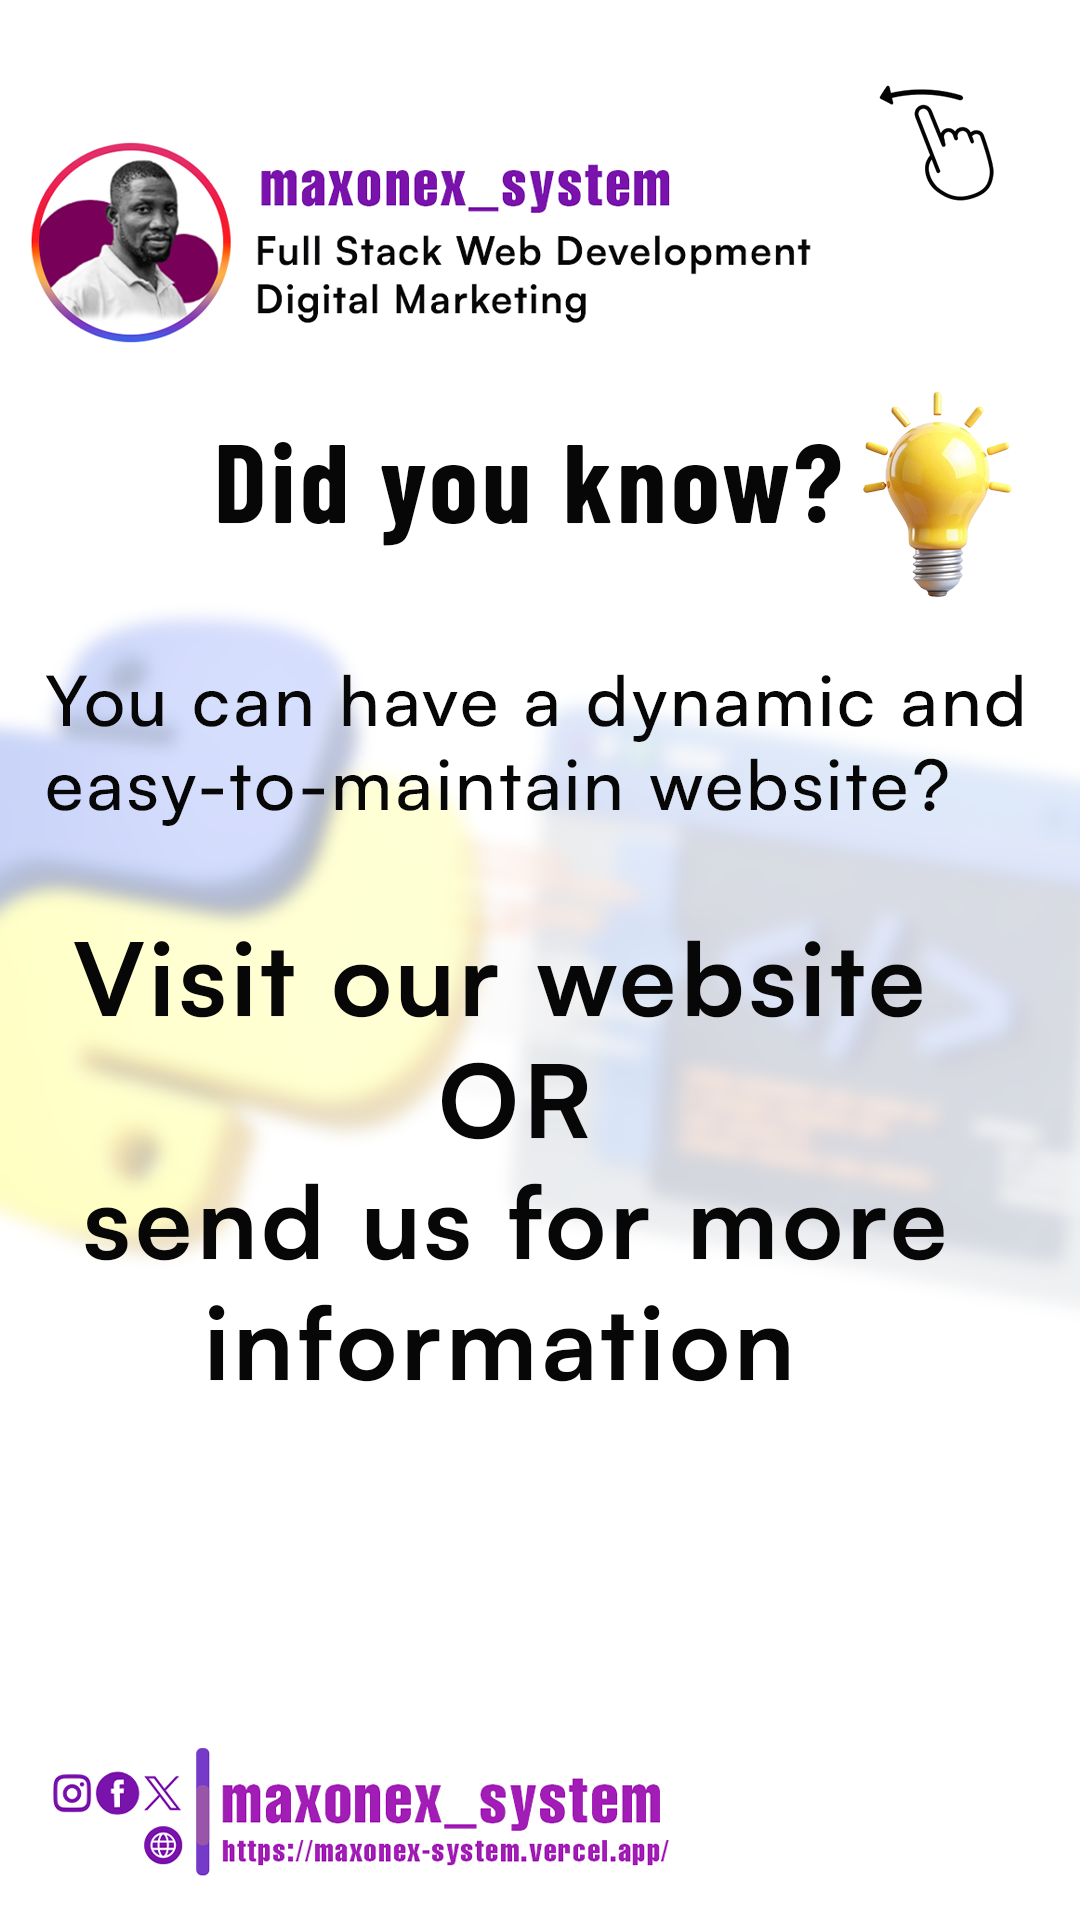 maxonex_system
Full Stack Web Development
Digital Marketing
Did you know?
You can have a dynamic and
easy-to-maintain website?
Visit our website
OR
send us for more
information
maxonex_system
https://maxonex-system.vercel.app/